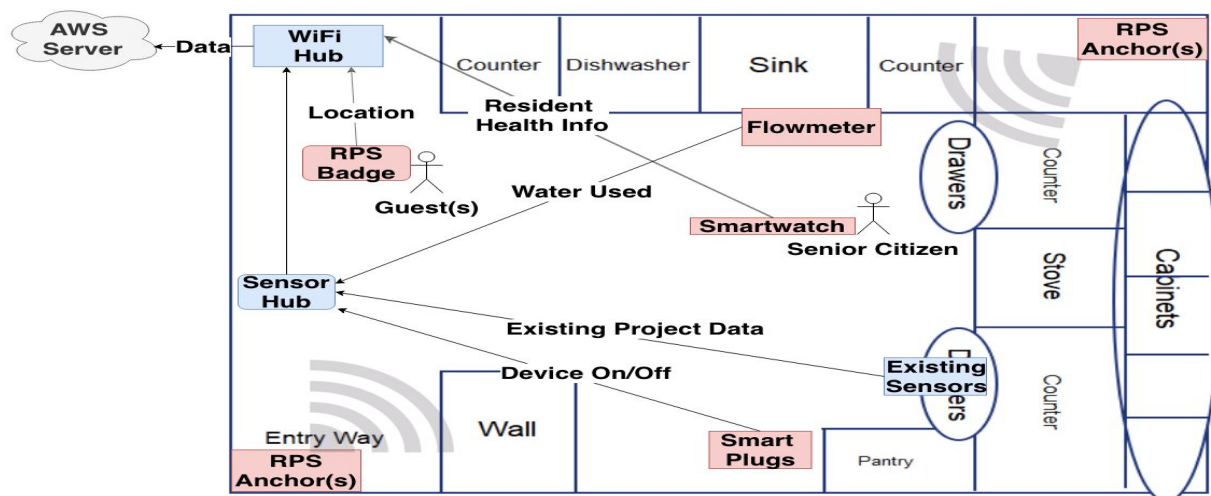 AWS
Server
Data
WiFi
Hub
Counter
Dishwasher
Sink
Counter
RPS
Anchor(s)
Location
Resident
Health Info
Flowmeter
RPS
Badge
Guest(s)
Water Used
Drawers
Counter
Smartwatch
Senior Citizen
Sensor
Hub
Stove
Cabinets
Existing Project Data
Existing
Sensors
Device On/Off
Counter
Entry Way
Wall
RPS
Anchor(s)
Smart
Plugs
Pantry